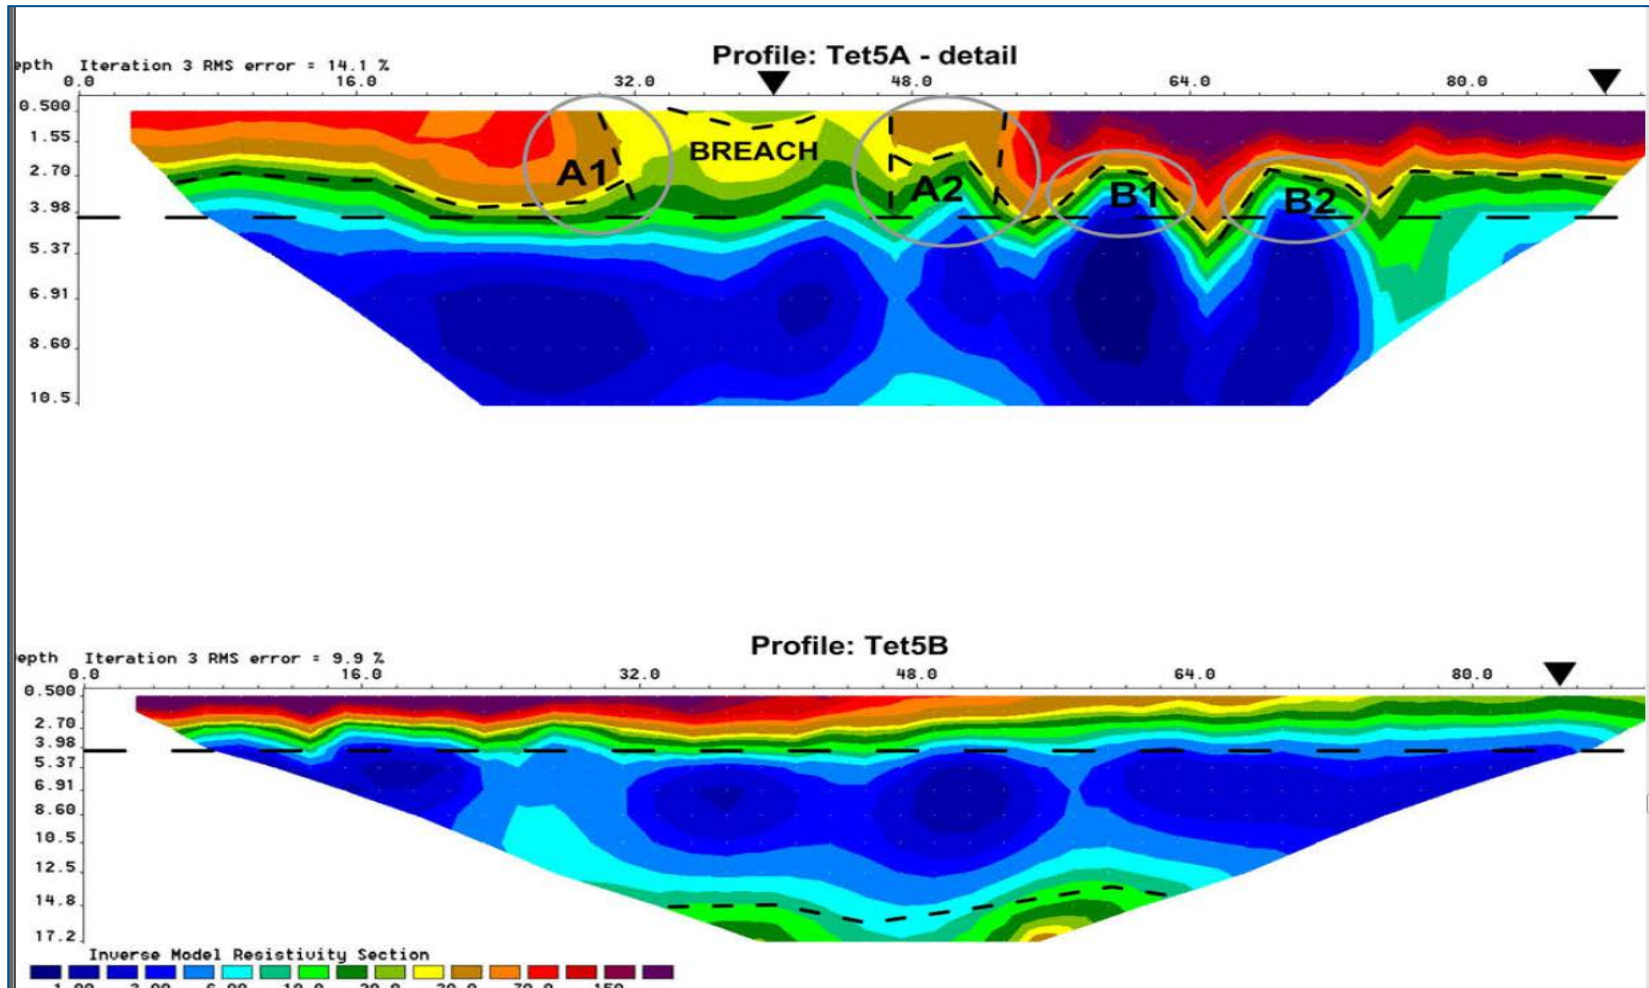 Profile: Tet5A - detail
epth Iteration 3 RMS error = 14.1 %
0.0 16.0 32.0 48.0 64.0 80.0
0.500
1.55
BREACH
2.70
A1 A2 B1 B2
3.98
5.37
6.91
8.60
10.5
Profile: Tet5B
epth Iteration 3 RMS error = 9.9 %
0.0 16.0 32.0 48.0 64.0 80.0
0.500
2.70
3.98
5.37
6.91
8.60
10.5
12.5
14.8
17.2
Inverse Model Resistivity Section